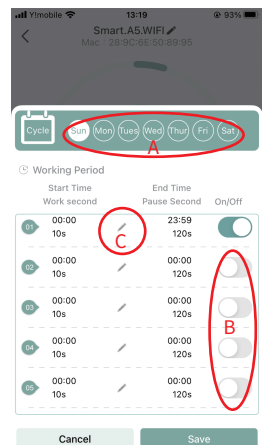 Y!mobile 13:19 93%
Smart.A5.WIFI
Mac : 28:9C:6E:50:89:95
Cycle Sun Mon Tues Wed Thur Fri Sat
A
Working Period
Start Time End Time
Work second Pause Second On/Off
01 00:00 23:59
10s 120s
C
02 00:00 00:00
10s 120s
03 00:00 00:00
10s 120s
B
04 00:00 00:00
10s 120s
05 00:00 00:00
10s 120s
Cancel Save